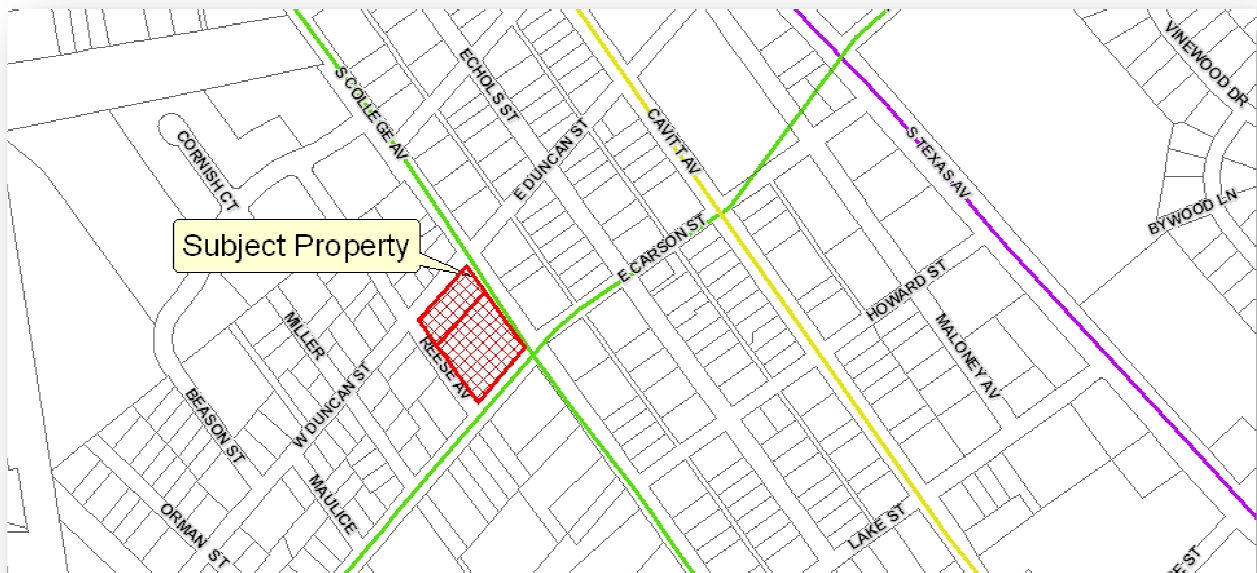 VINEWOOD DR
ECHOLS ST
S COLLEGE AV
CAVITT AV
CORNISH CT
E DUNCAN ST
S TEXAS AV
BYWOOD LN
Subject Property
E CARSON ST
HOWARD ST
MILLER
MALONEY AV
REESE AV
W DUNCAN ST
BEASON ST
MAULICE
ORMAN ST
LAKE ST